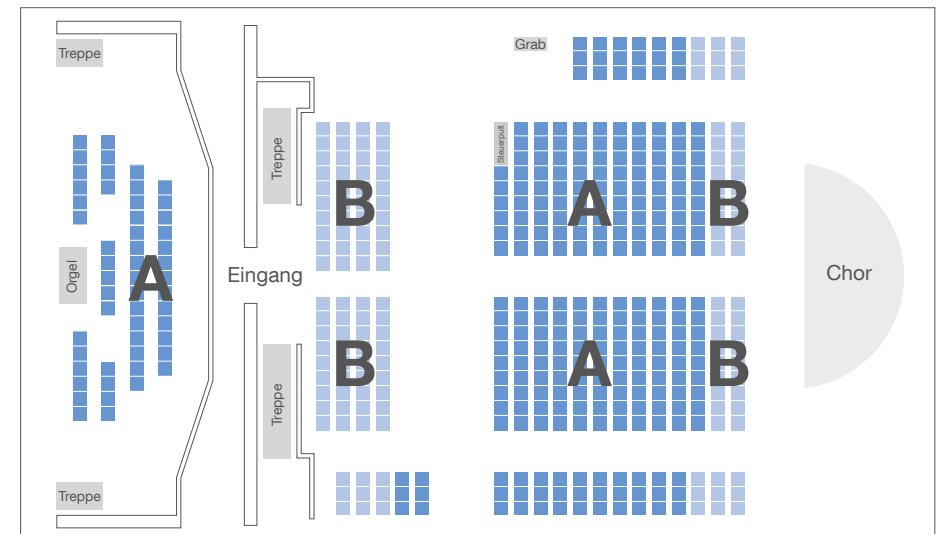 Treppe
Grab
Treppe
Steuerpult
B
A
B
Orgel
A
Eingang
Chor
Treppe
B
A
B
Treppe